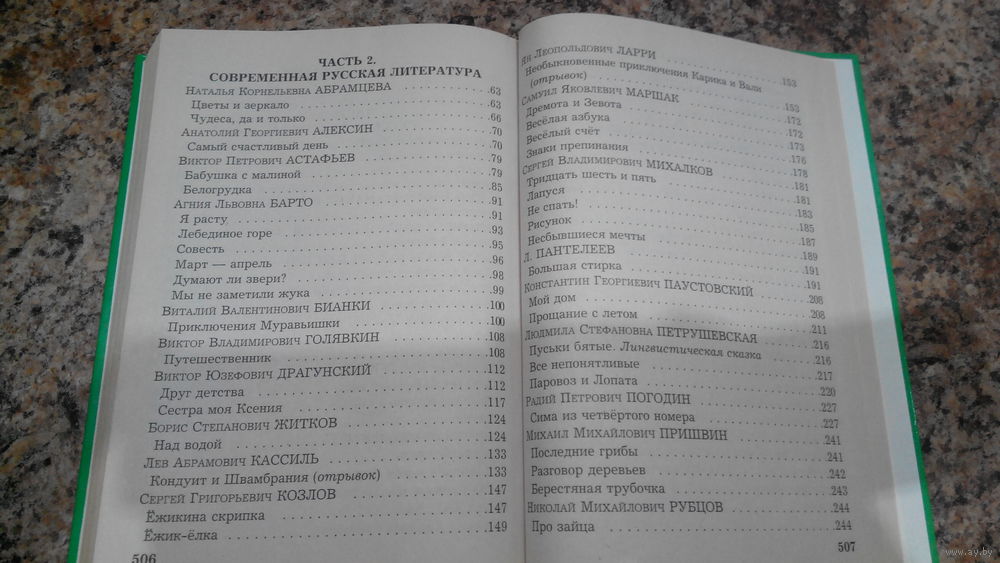 ЧАСТЬ 2.
СОВРЕМЕННАЯ РУССКАЯ ЛИТЕРАТУРА
Наталья Корнельевна АБРАМЦЕВА 63
Цветы и зеркало 63
Чудеса, да и только 66
Анатолий Георгиевич АЛЕКСИН 70
Самый счастливый день 70
Виктор Петрович АСТАФЬЕВ 79
Бабушка с малиной 79
Белогрудка 85
Агния Львовна БАРТО 91
Я расту 91
Лебединое горе 93
Совесть 95
Март — апрель 96
Думают ли звери? 98
Мы не заметили жука 99
Виталий Валентинович БИАНКИ 100
Приключения Муравьишки 100
Виктор Владимирович ГОЛЯВКИН 108
Путешественник 108
Виктор Юзефович ДРАГУНСКИЙ 112
Друг детства 112
Сестра моя Ксения 117
Борис Степанович ЖИТКОВ 124
Над водой 124
Лев Абрамович КАССИЛЬ 133
Кондуит и Швамбрания (отрывок) 133
Сергей Григорьевич КОЗЛОВ 147
Ёжикина скрипка 147
Ёжик-ёлка 149
506
Ян Леопольдович ЛАРРИ 153
Необыкновенные приключения Карика и Вали
(отрывок) 153
Самуил Яковлевич МАРШАК 172
Дремота и Зевота 172
Весёлая азбука 173
Весёлый счёт 176
Знаки препинания 178
Сергей Владимирович МИХАЛКОВ 181
Тридцать шесть и пять 181
Лапуся 183
Не спать! 185
Рисунок 187
Несбывшиеся мечты 189
Л. ПАНТЕЛЕЕВ 191
Большая стирка 191
Константин Георгиевич ПАУСТОВСКИЙ 208
Мой дом 208
Прощание с летом 211
Людмила Стефановна ПЕТРУШЕВСКАЯ 216
Пуськи бятые. Лингвистическая сказка 216
Все непонятливые 217
Паровоз и Лопата 220
Радий Петрович ПОГОДИН 227
Сима из четвёртого номера 227
Михаил Михайлович ПРИШВИН 241
Последние грибы 241
Разговор деревьев 242
Берестяная трубочка 243
Николай Михайлович РУБЦОВ 244
Про зайца 244
507
www.ay.by